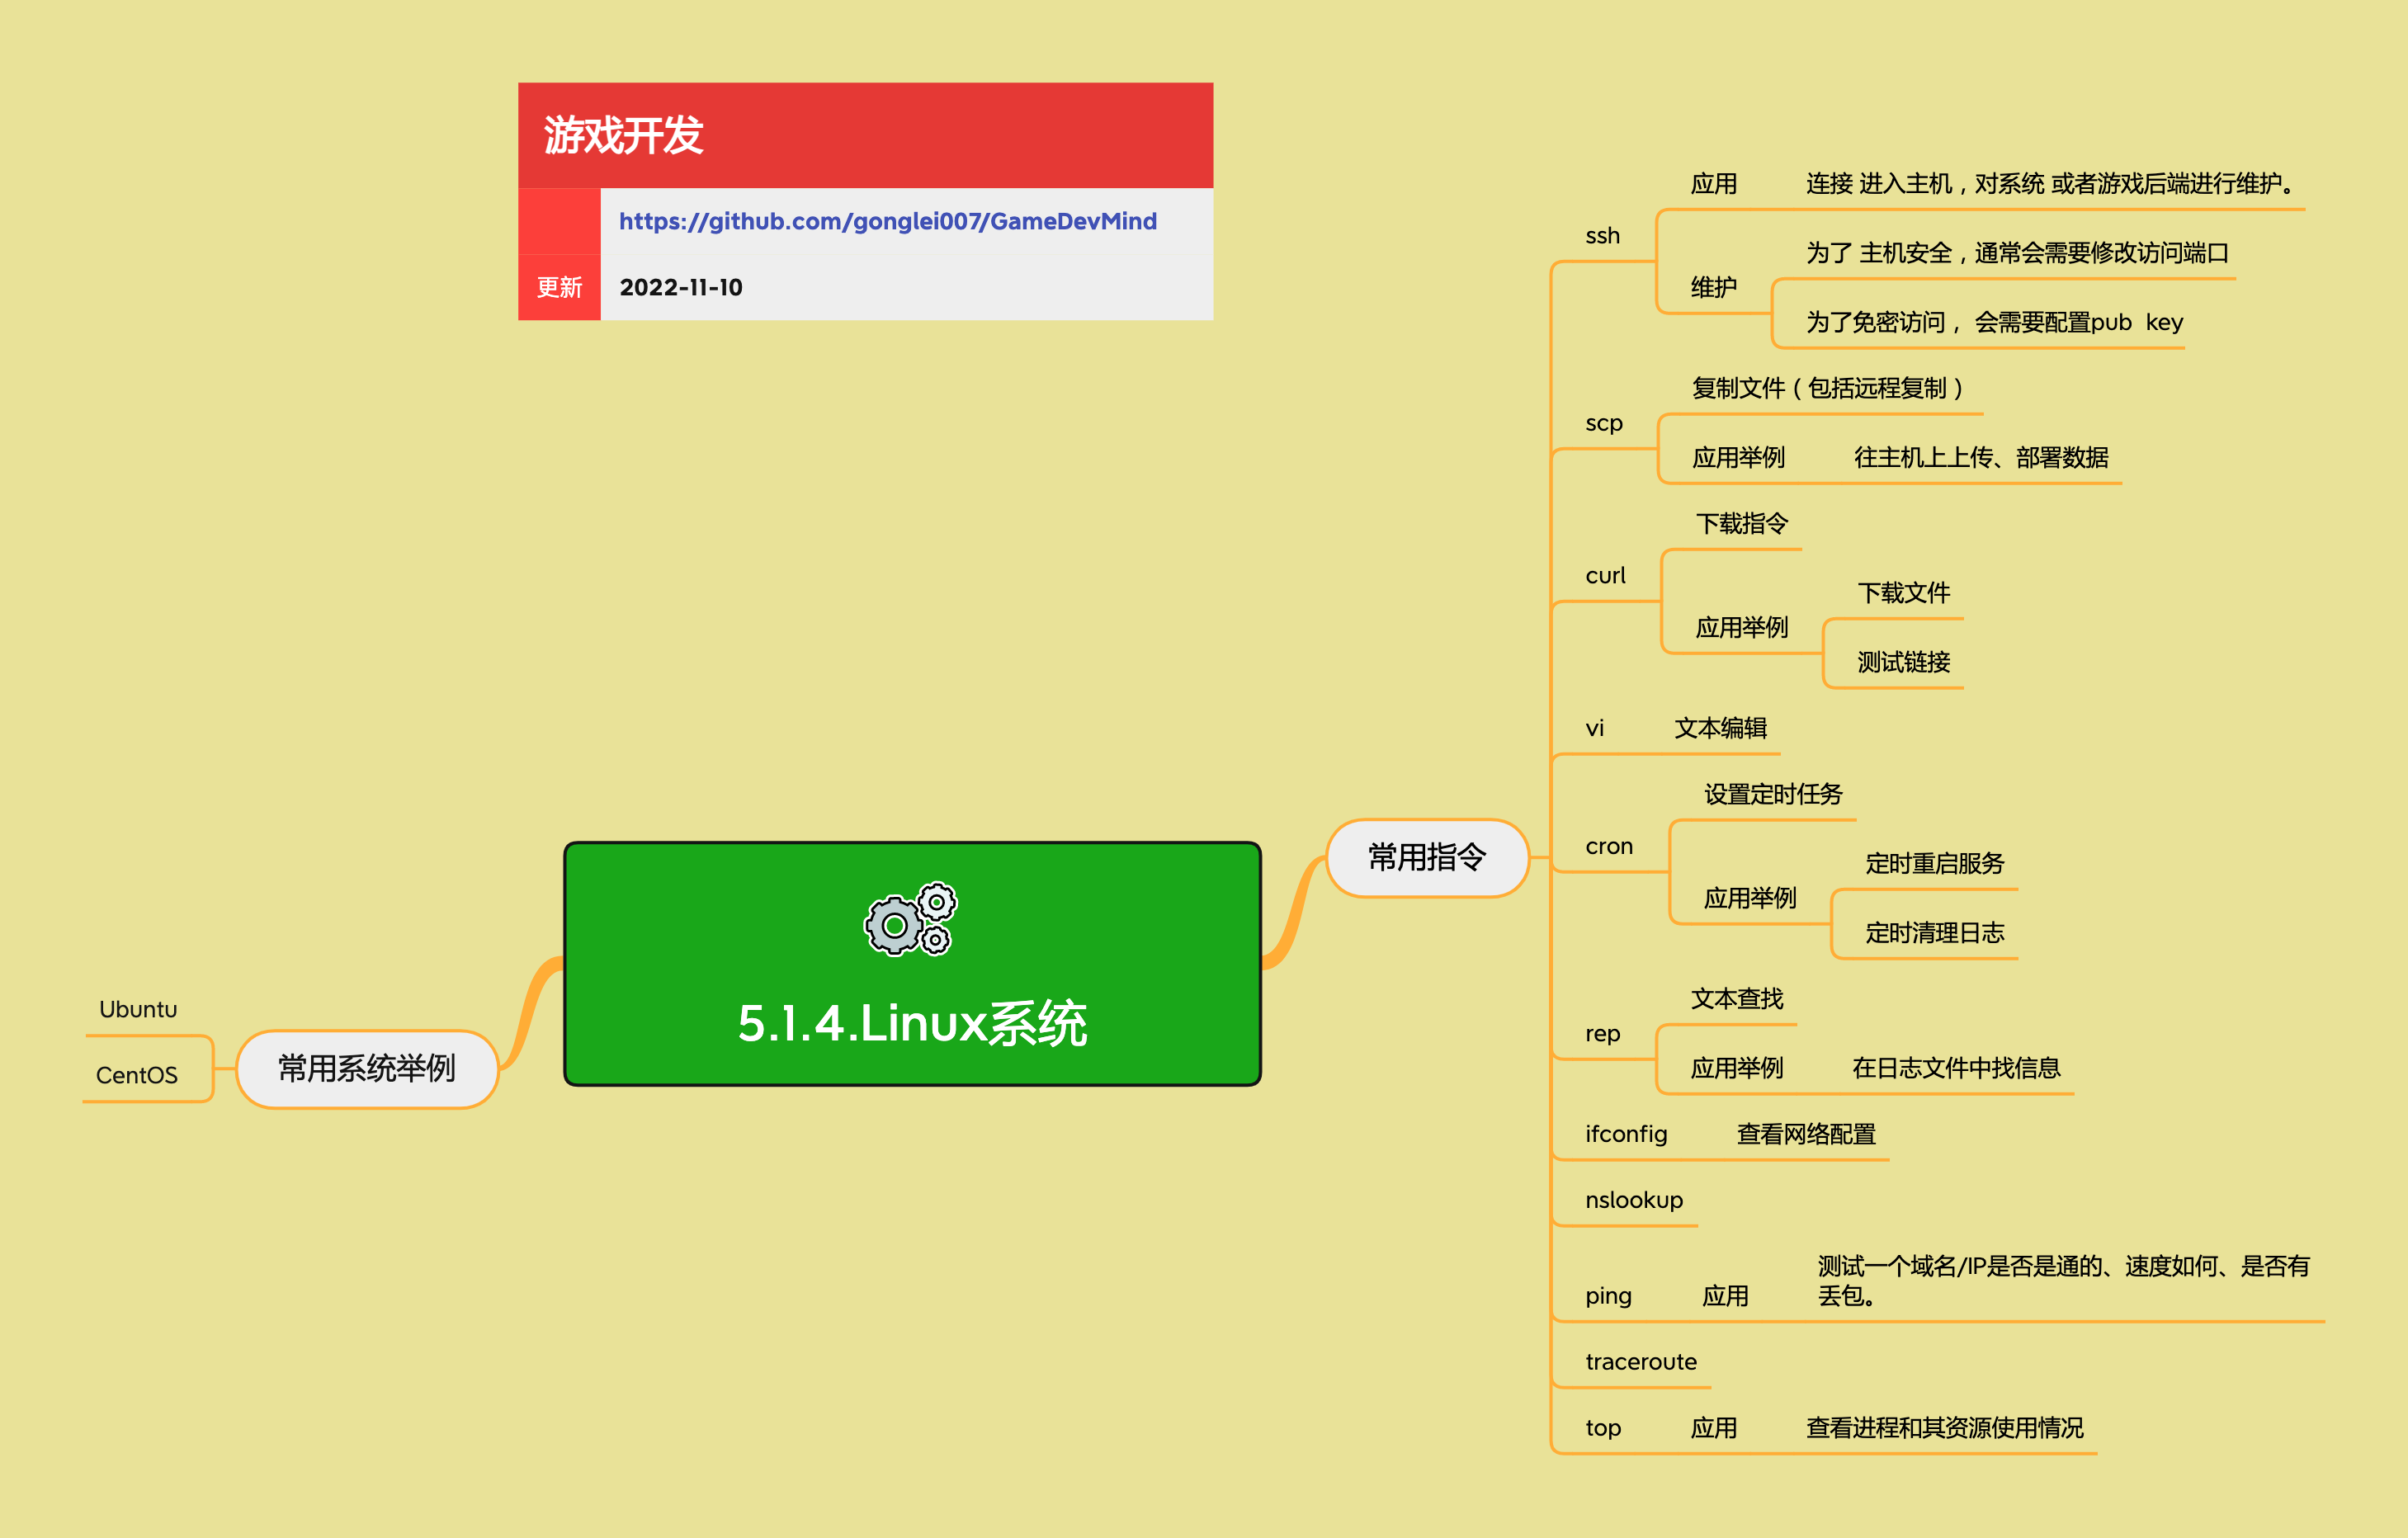 游戏开发
https://github.com/gonglei007/GameDevMind
更新 2022-11-10
5.1.4.Linux系统
常用系统举例
Ubuntu
CentOS
常用指令
ssh
应用 连接 进入主机，对系统 或者游戏后端进行维护。
维护
为了 主机安全，通常会需要修改访问端口
为了免密访问， 会需要配置pub key
scp
复制文件（包括远程复制）
应用举例 往主机上上传、部署数据
curl
下载指令
应用举例
下载文件
测试链接
vi 文本编辑
cron
设置定时任务
应用举例
定时重启服务
定时清理日志
rep
文本查找
应用举例 在日志文件中找信息
ifconfig 查看网络配置
nslookup
ping 应用 测试一个域名/IP是否是通的、速度如何、是否有
丢包。
traceroute
top 应用 查看进程和其资源使用情况